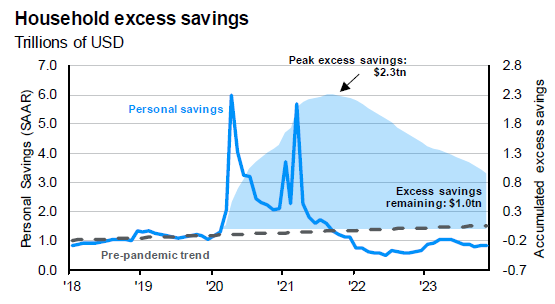 Household excess savings
Trillions of USD
Personal Savings (SAAR)
7.0
6.0
5.0
4.0
3.0
2.0
1.0
0.0
Peak excess savings:
$2.3tn
Personal savings
Excess savings
remaining: $1.0tn
Pre-pandemic trend
2.8
2.3
1.8
1.3
0.8
0.3
-0.2
-0.7
Accumulated excess savings
'18 '19 '20 '21 '22 '23